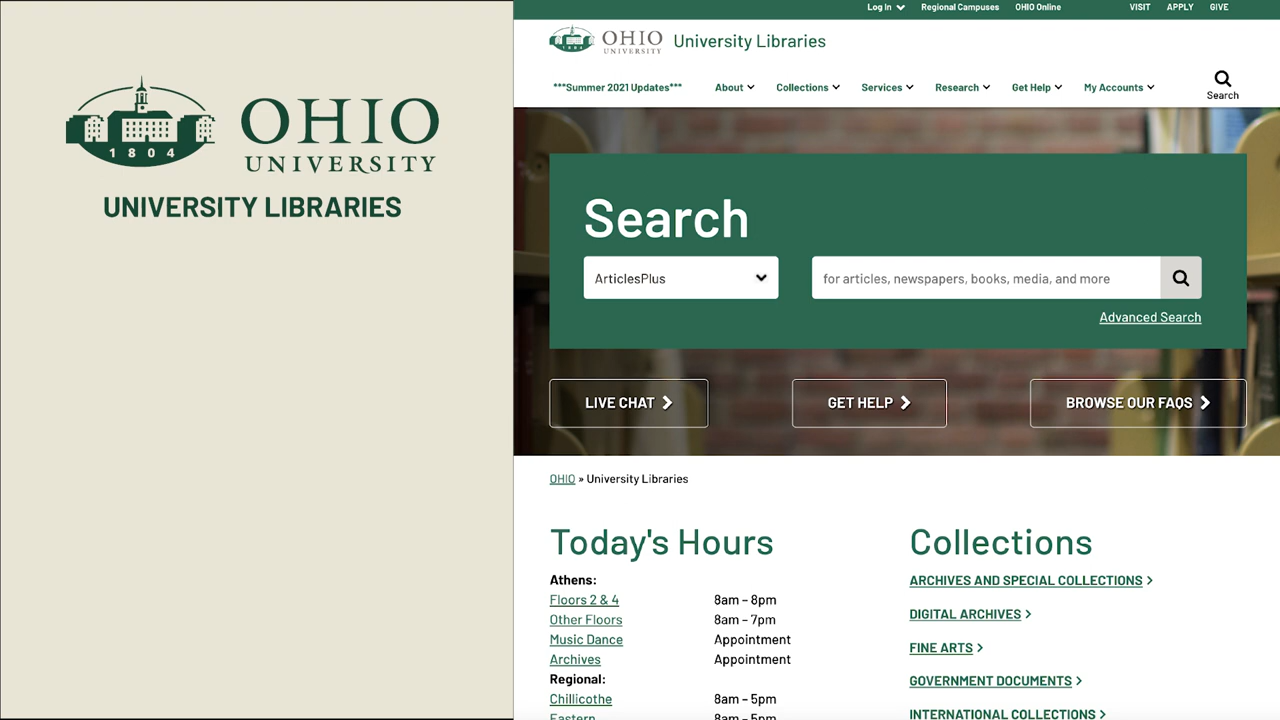 1804
OHIO
UNIVERSITY
UNIVERSITY LIBRARIES
Log In
Regional Campuses
OHIO Online
VISIT
APPLY
GIVE
1804
OHIO
UNIVERSITY
University Libraries
***Summer 2021 Updates***
About
Collections
Services
Research
Get Help
My Accounts
Search
Search
ArticlesPlus
for articles, newspapers, books, media, and more
Advanced Search
LIVE CHAT
GET HELP
BROWSE OUR FAQS
OHIO » University Libraries
Today's Hours
Athens:
Floors 2 & 4 8am – 8pm
Other Floors 8am – 7pm
Music Dance Appointment
Archives Appointment
Regional:
Chillicothe 8am – 5pm
Eastern 8am – 5pm
Collections
ARCHIVES AND SPECIAL COLLECTIONS
DIGITAL ARCHIVES
FINE ARTS
GOVERNMENT DOCUMENTS
INTERNATIONAL COLLECTIONS